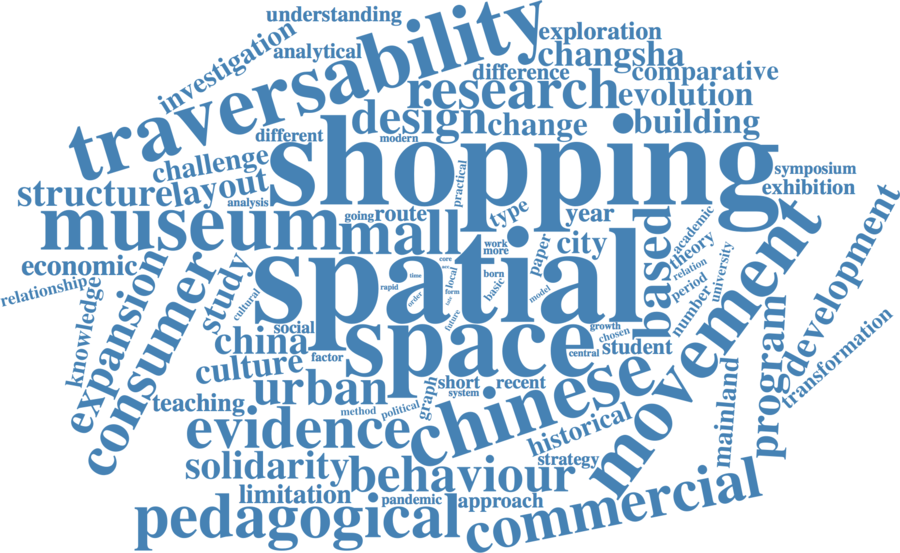 understanding
exploration
investigation
analytical
changsha
traversability
difference
comparative
research
evolution
design
change
building
different
modern
challenge
shopping
practical
symposium
structure
layout
exhibition
analysis
museum
going
route
type
year
mall
based
academic
work
more
paper
city
theory
economic
spatial
relation
university
relationship
expansion
consumer
study
cultural
time
local
born
basic
rapid
order
form
model
period
number
movement
development
knowledge
social
china
future
space
growth
chosen
central
student
factor
culture
program
transformation
urban
chinese
mainland
graph
short
recent
system
teaching
method
political
evidence
historical
solidarity
behaviour
strategy
limitation
pandemic
approach
pedagogical
commercial